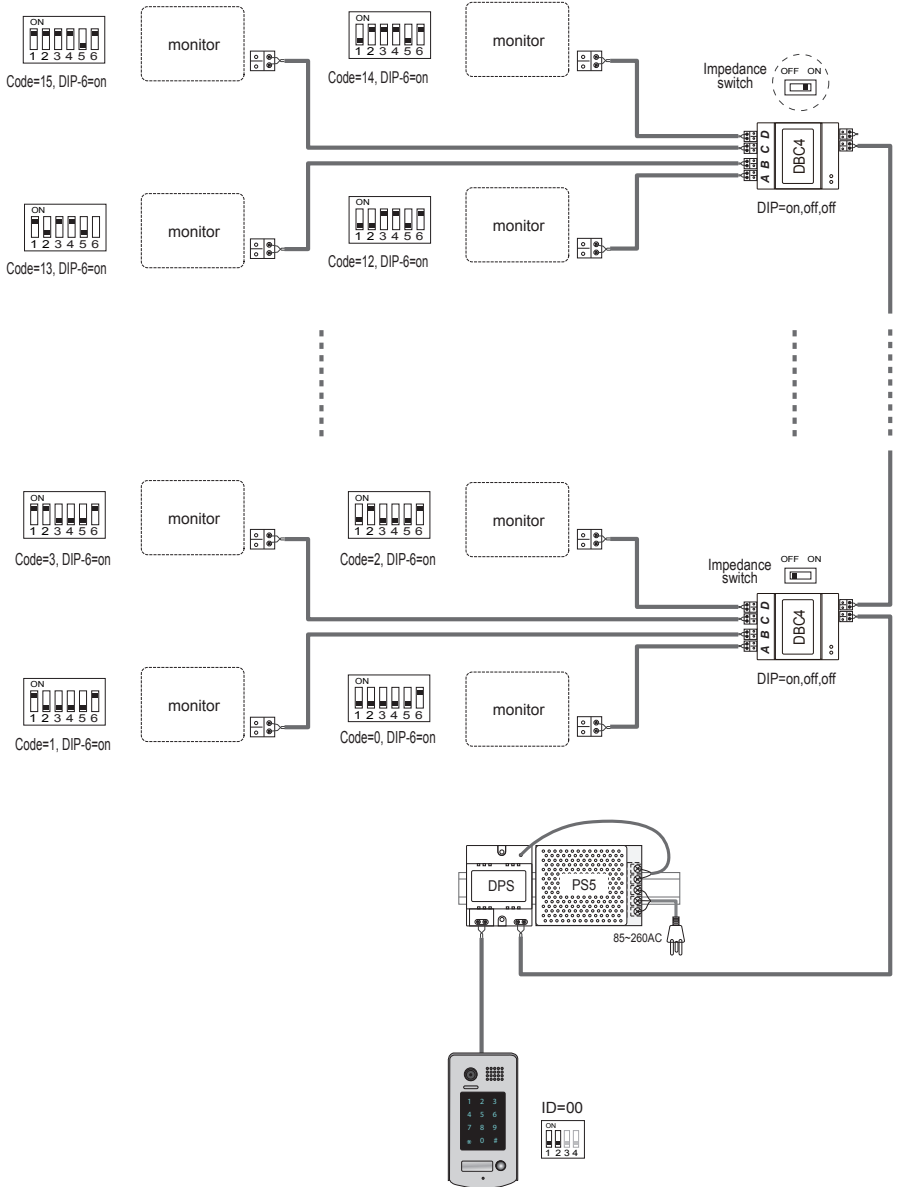 ON
1 2 3 4 5 6
Code=15, DIP-6=on
monitor
ON
1 2 3 4 5 6
Code=14, DIP-6=on
monitor
Impedance
switch
OFF ON
A B C D
DBC4
DIP=on,off,off
ON
1 2 3 4 5 6
Code=13, DIP-6=on
monitor
ON
1 2 3 4 5 6
Code=12, DIP-6=on
monitor
ON
1 2 3 4 5 6
Code=3, DIP-6=on
monitor
ON
1 2 3 4 5 6
Code=2, DIP-6=on
monitor
Impedance
switch
OFF ON
A B C D
DBC4
DIP=on,off,off
ON
1 2 3 4 5 6
Code=1, DIP-6=on
monitor
ON
1 2 3 4 5 6
Code=0, DIP-6=on
monitor
DPS
PS5
85~260AC
1 2 3
4 5 6
7 8 9
* 0 #
ID=00
ON
1 2 3 4